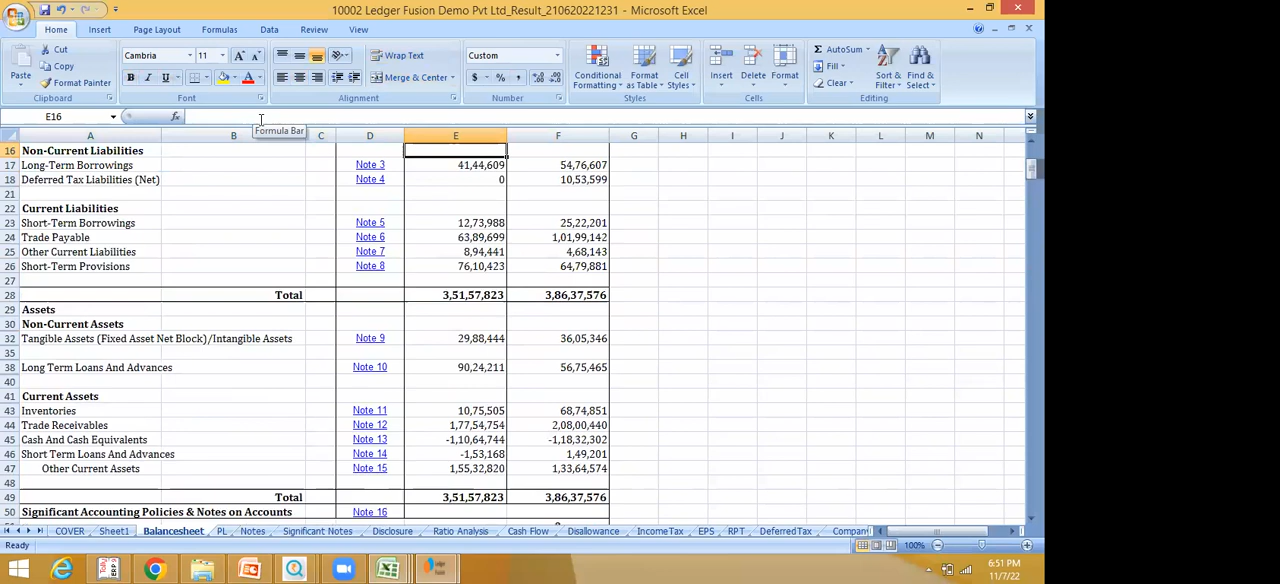 10002 Ledger Fusion Demo Pvt Ltd_Result_210620221231 - Microsoft Excel
Home Insert Page Layout Formulas Data Review View
Cut Cambria 11 Wrap Text Custom AutoSum
Copy Fill
Paste Format Painter Merge & Center Conditional Formatting Format as Table Cell Styles Insert Delete Format Clear Sort & Filter Find & Select
Clipboard Font Alignment Number Styles Cells Editing
E16 fx
Formula Bar
A B C D E F G H I J K L M N
16 Non-Current Liabilities
17 Long-Term Borrowings Note 3 41,44,609 54,76,607
18 Deferred Tax Liabilities (Net) Note 4 0 10,53,599
21
22 Current Liabilities
23 Short-Term Borrowings Note 5 12,73,988 25,22,201
24 Trade Payable Note 6 63,89,699 1,01,99,142
25 Other Current Liabilities Note 7 8,94,441 4,68,143
26 Short-Term Provisions Note 8 76,10,423 64,79,881
27
28 Total 3,51,57,823 3,86,37,576
29 Assets
30 Non-Current Assets
32 Tangible Assets (Fixed Asset Net Block)/Intangible Assets Note 9 29,88,444 36,05,346
35
38 Long Term Loans And Advances Note 10 90,24,211 56,75,465
40
41 Current Assets
43 Inventories Note 11 10,75,505 68,74,851
44 Trade Receivables Note 12 1,77,54,754 2,08,00,440
45 Cash And Cash Equivalents Note 13 -1,10,64,744 -1,18,32,302
46 Short Term Loans And Advances Note 14 -1,53,168 1,49,201
47 Other Current Assets Note 15 1,55,32,820 1,33,64,574
48
49 Total 3,51,57,823 3,86,37,576
50 Significant Accounting Policies & Notes on Accounts Note 16
COVER Sheet1 Balancesheet PL Notes Significant Notes Disclosure Ratio Analysis Cash Flow Disallowance IncomeTax EPS RPT DeferredTax Compan
Ready 100%
6:51 PM
11/7/22